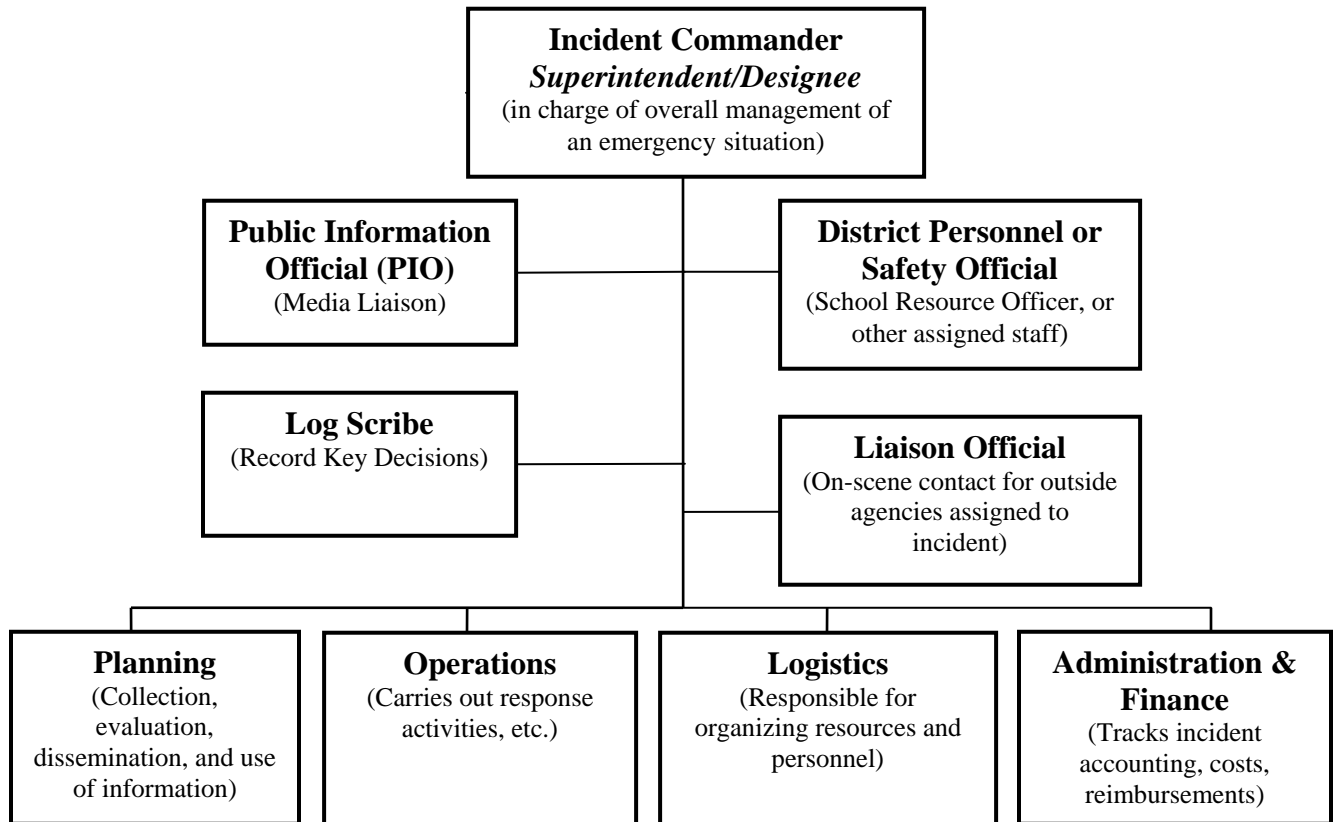 Incident Commander
Superintendent/Designee
(in charge of overall management of
an emergency situation)
Public Information
Official (PIO)
(Media Liaison)
District Personnel or
Safety Official
(School Resource Officer, or
other assigned staff)
Log Scribe
(Record Key Decisions)
Liaison Official
(On-scene contact for outside
agencies assigned to
incident)
Planning
(Collection,
evaluation,
dissemination, and use
of information)
Operations
(Carries out response
activities, etc.)
Logistics
(Responsible for
organizing resources and
personnel)
Administration &
Finance
(Tracks incident
accounting, costs,
reimbursements)